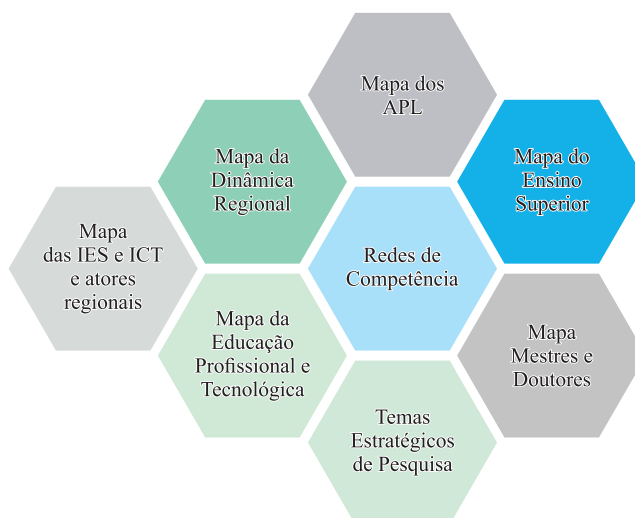 Mapa dos
APL
Mapa da
Dinâmica
Regional
Mapa do
Ensino
Superior
Mapa
das IES e ICT
e atores
regionais
Redes de
Competência
Mapa da
Educação
Profissional e
Tecnológica
Mapa
Mestres e
Doutores
Temas
Estratégicos
de Pesquisa